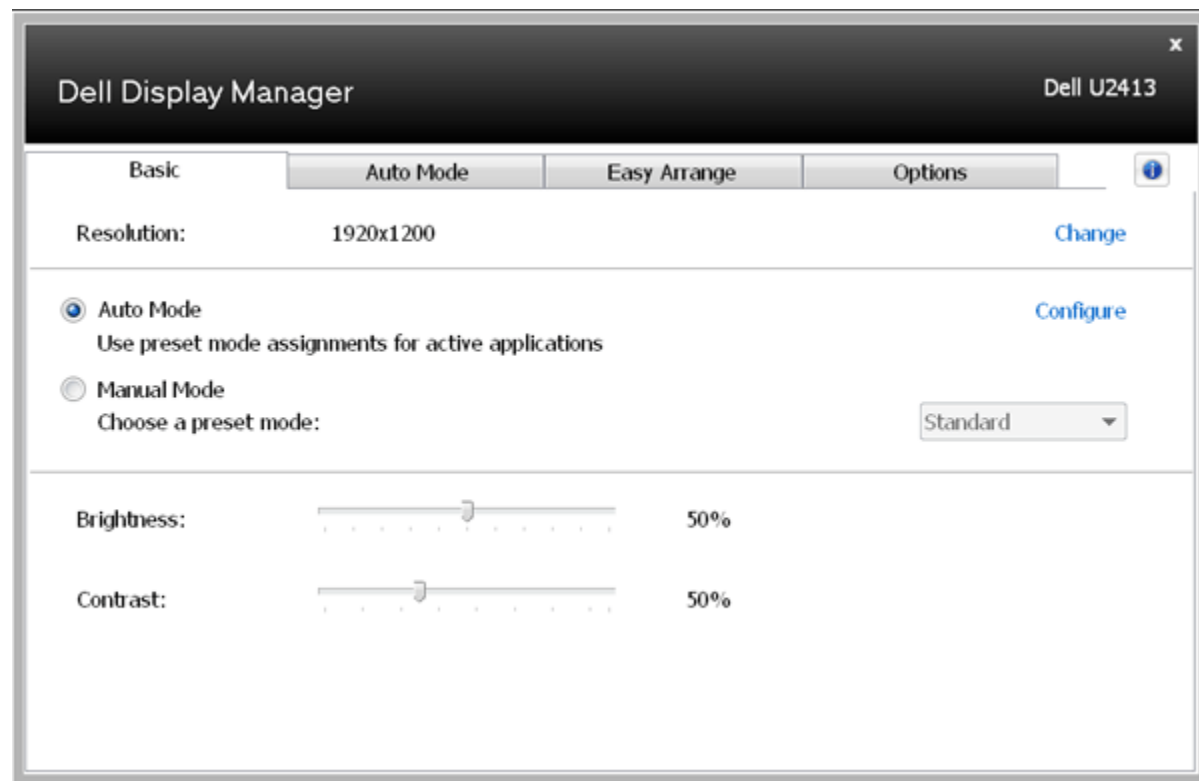 x
Dell Display Manager
Dell U2413
Basic
Auto Mode
Easy Arrange
Options
i
Resolution: 1920x1200 Change
Auto Mode Configure
Use preset mode assignments for active applications
Manual Mode
Choose a preset mode: Standard
Brightness: 50%
Contrast: 50%